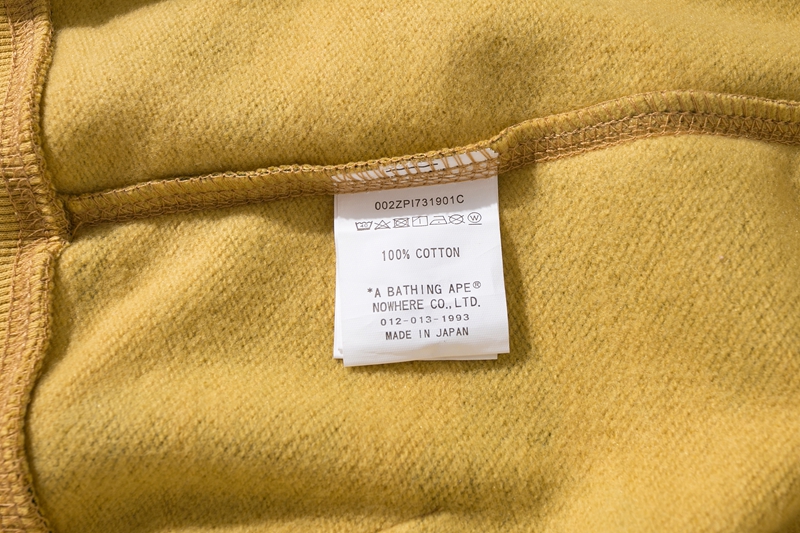 002ZPI731901C
100% COTTON
*A BATHING APE®
NOWHERE CO.,LTD.
012-013-1993
MADE IN JAPAN